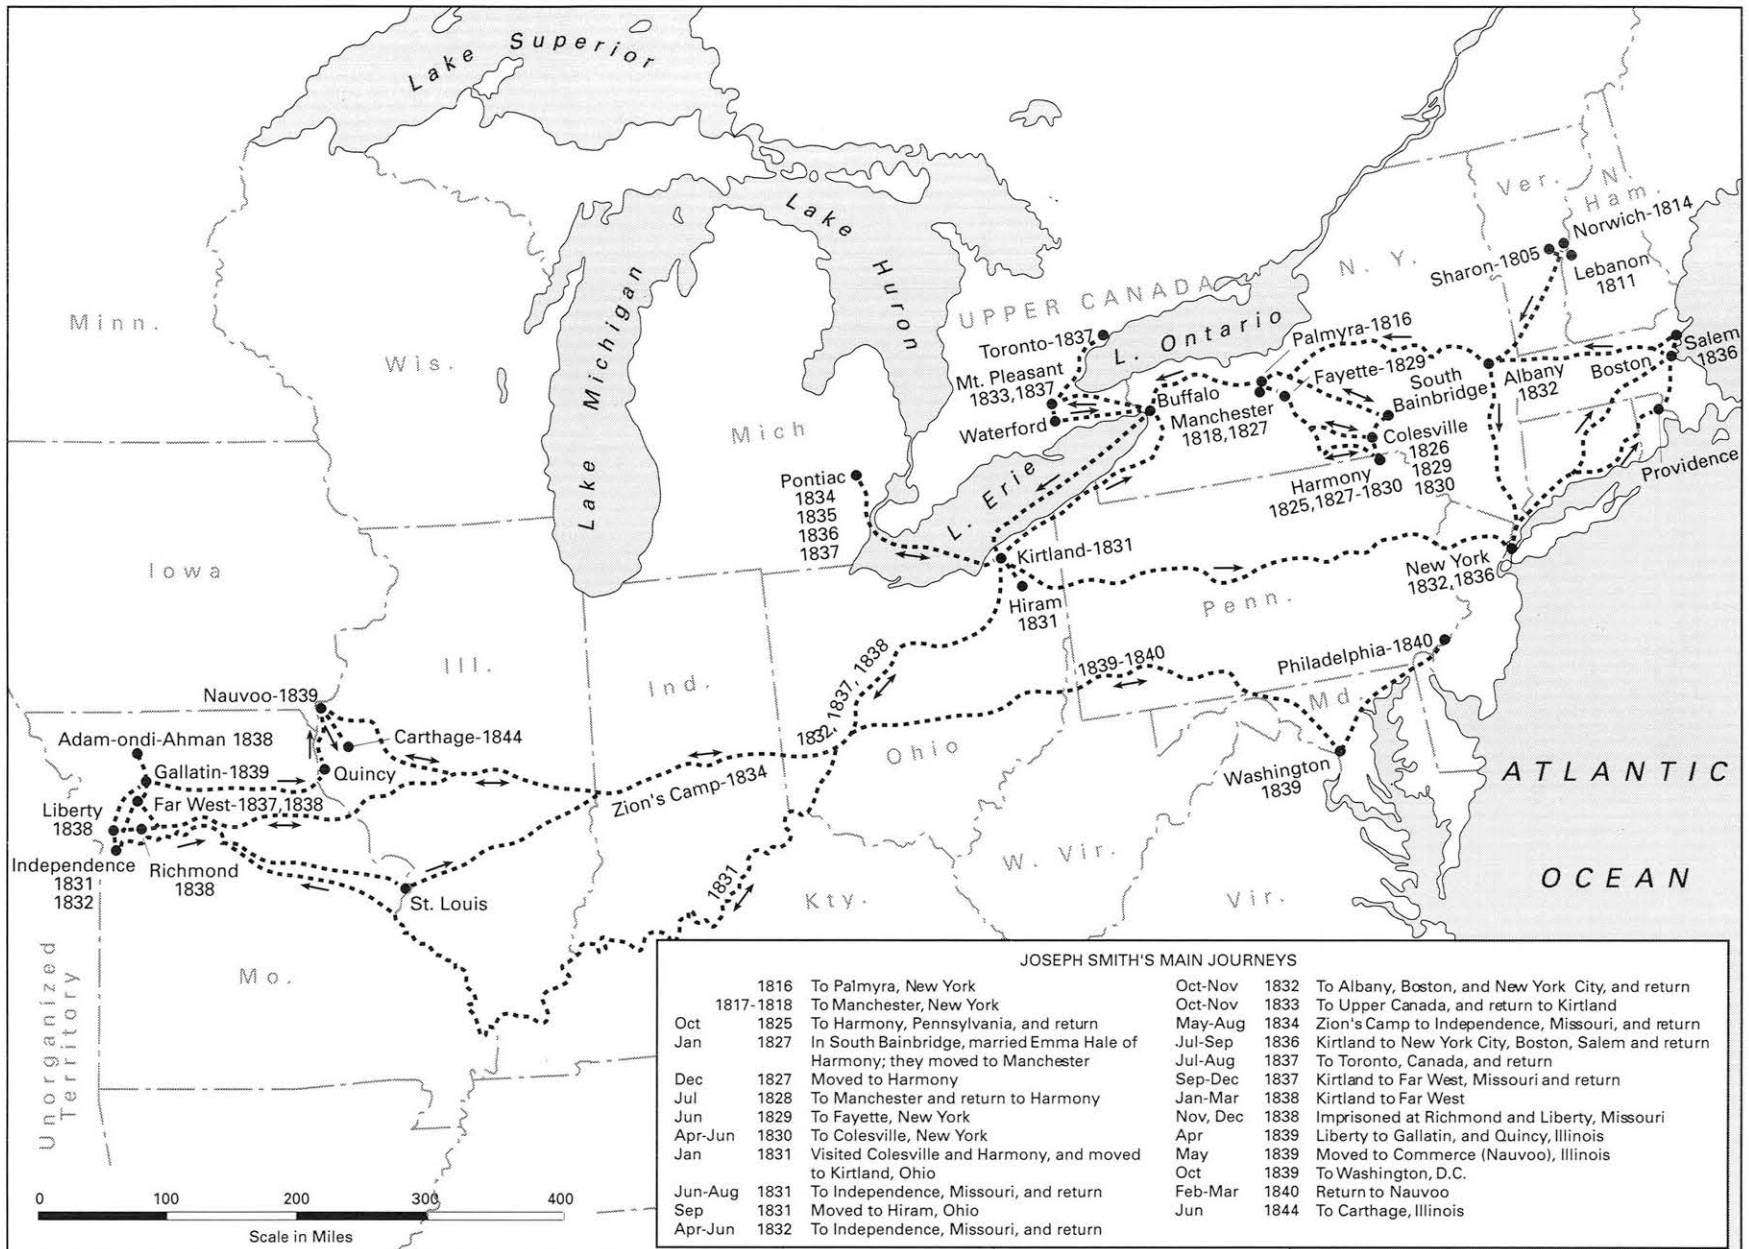 Lake Superior
Lake Michigan
Lake Huron
Minn.
Wis.
Mich
UPPER CANADA
N. Y.
Ver.
N.
Ham.
Norwich-1814
Sharon-1805
Lebanon
1811
Toronto-1837
L. Ontario
Palmyra-1816
Salem
1836
Mt. Pleasant
1833,1837
Fayette-1829
South
Bainbridge
Albany
1832
Boston
Buffalo
Waterford
Manchester
1818,1827
Colesville
1826
1829
1830
Providence
Harmony
1825,1827-1830
Pontiac
1834
1835
1836
1837
L. Erie
Kirtland-1831
New York
1832,1836
Iowa
Hiram
1831
Penn.
Ill.
Ind.
1832, 1837, 1838
1839-1840
Philadelphia-1840
Md.
Nauvoo-1839
Adam-ondi-Ahman 1838
Carthage-1844
Ohio
Gallatin-1839
Quincy
Zion's Camp-1834
Washington
1839
ATLANTIC
OCEAN
Liberty
1838
Far West-1837,1838
Independence
1831
1832
Richmond
1838
St. Louis
1831
W. Vir.
Kty.
Vir.
Unorganized
Territory
Mo.
JOSEPH SMITH'S MAIN JOURNEYS
1816 To Palmyra, New York
1817-1818 To Manchester, New York
Oct 1825 To Harmony, Pennsylvania, and return
Jan 1827 In South Bainbridge, married Emma Hale of
Harmony; they moved to Manchester
Dec 1827 Moved to Harmony
Jul 1828 To Manchester and return to Harmony
Jun 1829 To Fayette, New York
Apr-Jun 1830 To Colesville, New York
Jan 1831 Visited Colesville and Harmony, and moved
to Kirtland, Ohio
Jun-Aug 1831 To Independence, Missouri, and return
Sep 1831 Moved to Hiram, Ohio
Apr-Jun 1832 To Independence, Missouri, and return
Oct-Nov 1832 To Albany, Boston, and New York City, and return
Oct-Nov 1833 To Upper Canada, and return to Kirtland
May-Aug 1834 Zion's Camp to Independence, Missouri, and return
Jul-Sep 1836 Kirtland to New York City, Boston, Salem and return
Jul-Aug 1837 To Toronto, Canada, and return
Sep-Dec 1837 Kirtland to Far West, Missouri and return
Jan-Mar 1838 Kirtland to Far West
Nov, Dec 1838 Imprisoned at Richmond and Liberty, Missouri
Apr 1839 Liberty to Gallatin, and Quincy, Illinois
May 1839 Moved to Commerce (Nauvoo), Illinois
Oct 1839 To Washington, D.C.
Feb-Mar 1840 Return to Nauvoo
Jun 1844 To Carthage, Illinois
0 100 200 300 400
Scale in Miles